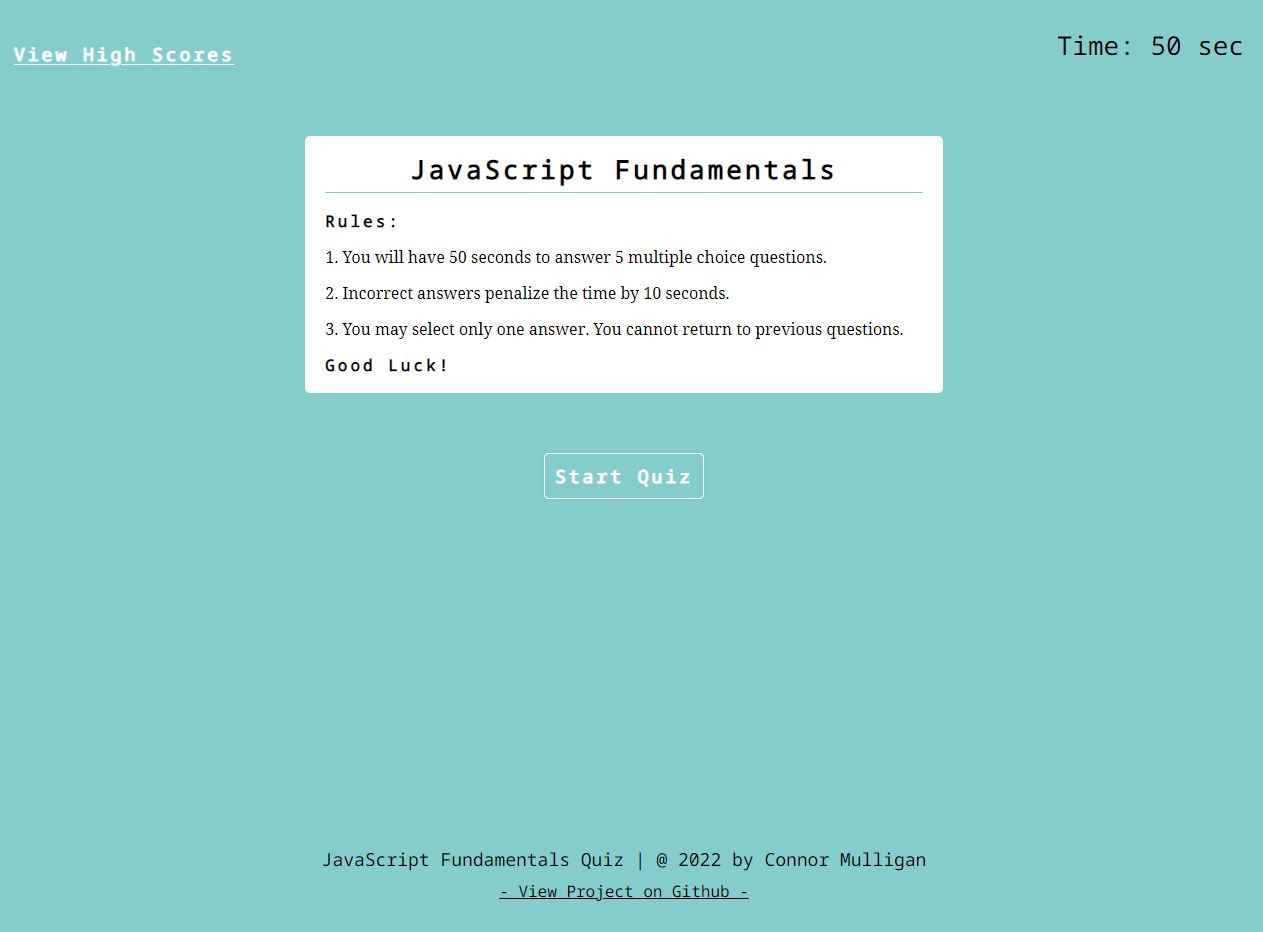 View High Scores
Time: 50 sec
JavaScript Fundamentals
Rules:
1. You will have 50 seconds to answer 5 multiple choice questions.
2. Incorrect answers penalize the time by 10 seconds.
3. You may select only one answer. You cannot return to previous questions.
Good Luck!
Start Quiz
JavaScript Fundamentals Quiz | @ 2022 by Connor Mulligan
- View Project on Github -